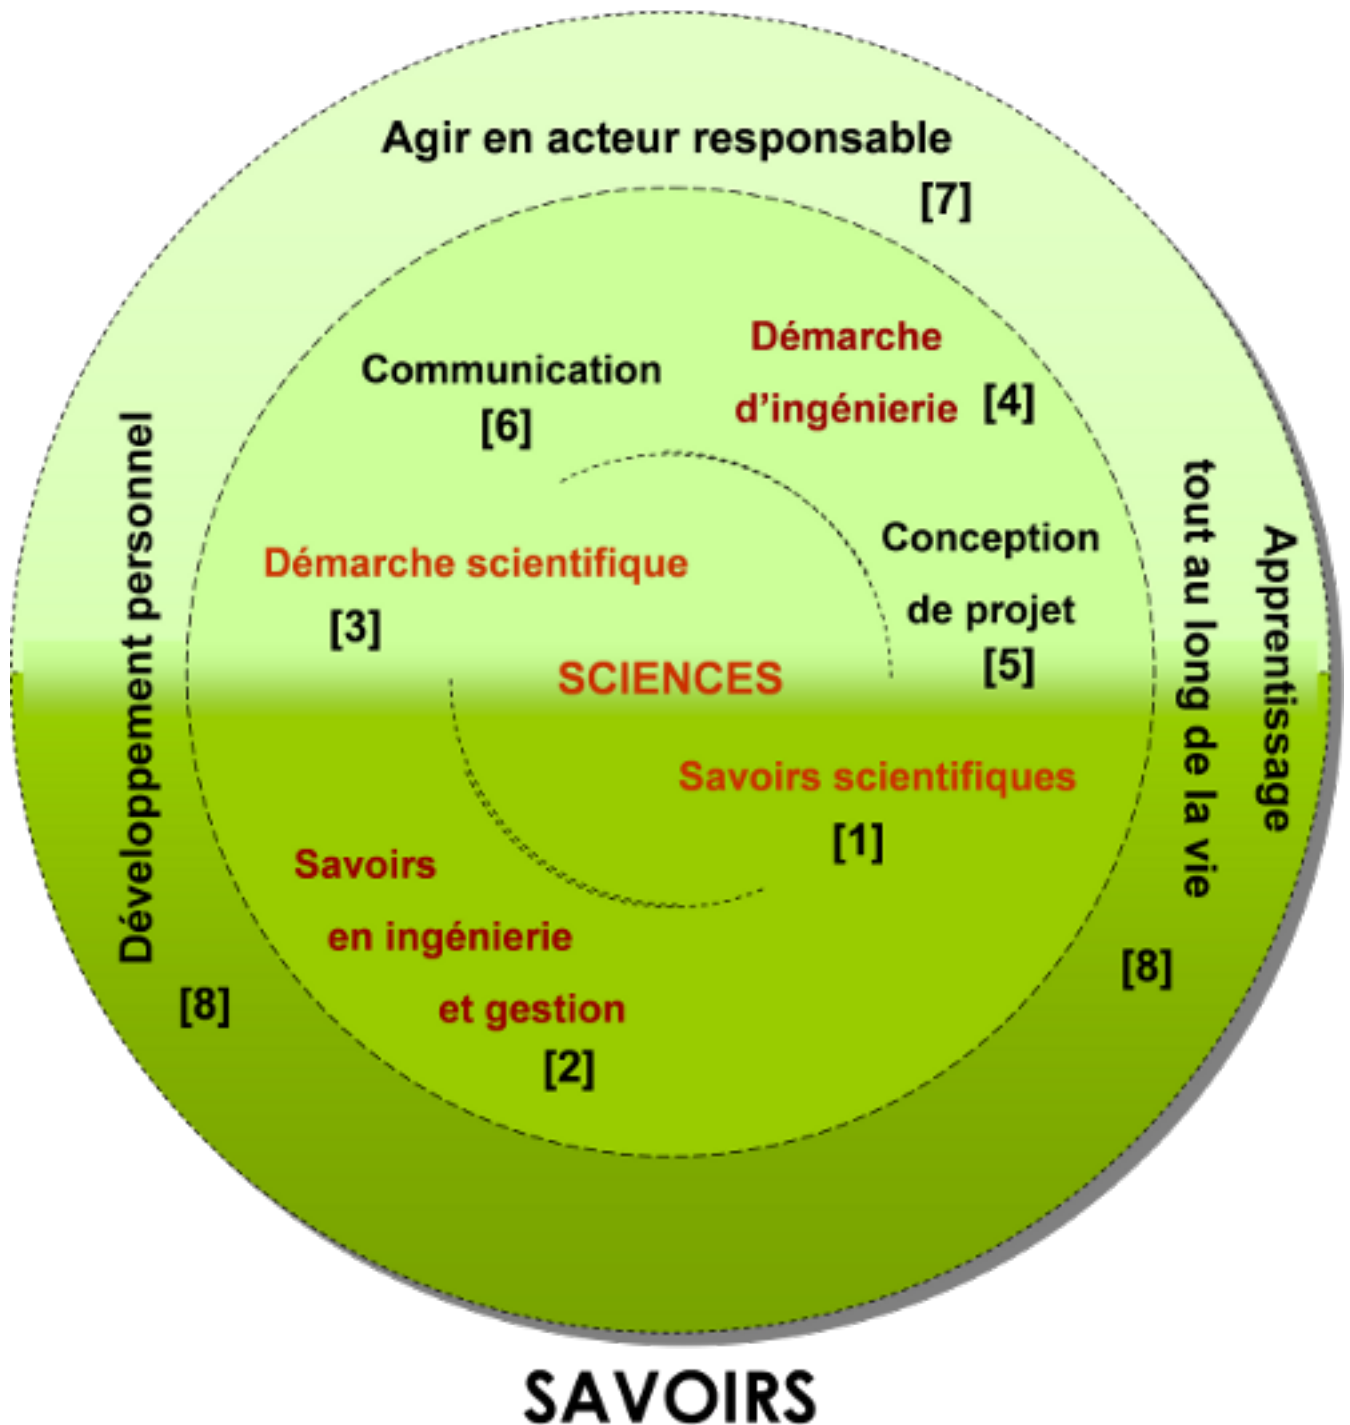 Agir en acteur responsable
[7]
Démarche
d'ingénierie [4]
Communication
[6]
Développement personnel
[8]
Conception
de projet
[5]
Démarche scientifique
[3]
SCIENCES
Apprentissage
tout au long de la vie
[8]
Savoirs scientifiques
[1]
Savoirs
en ingénierie
et gestion
[2]
SAVOIRS